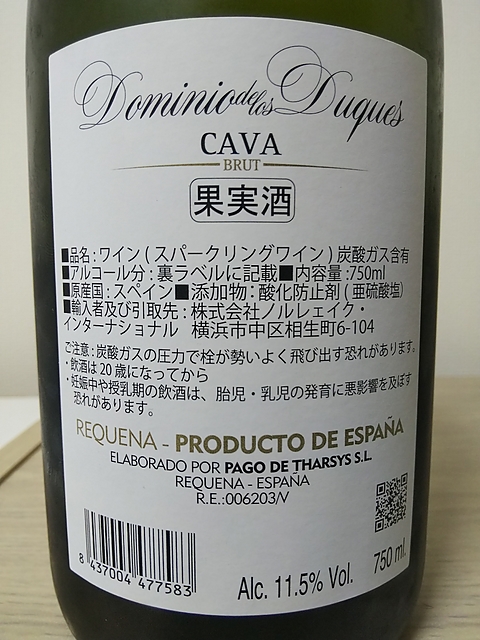 Dominio de los Duques
CAVA
BRUT
果実酒
■品名:ワイン(スパークリングワイン)炭酸ガス含有
■アルコール分:裏ラベルに記載■内容量:750ml
■原産国:スペイン■添加物:酸化防止剤(亜硫酸塩)
■輸入者及び引取先:株式会社ノルレェイク・
インターナショナル 横浜市中区相生町6-104
ご注意:炭酸ガスの圧力で栓が勢いよく飛び出す恐れがあります。
・飲酒は20歳になってから
・妊娠中や授乳期の飲酒は、胎児・乳児の発育に悪影響を及ぼす
恐れがあります。
REQUENA - PRODUCTO DE ESPAÑA
ELABORADO POR PAGO DE THARSYS S.L.
REQUENA - ESPAÑA
R.E.:006203/V
8 437004 477583
Alc. 11.5% Vol.
750 ml.